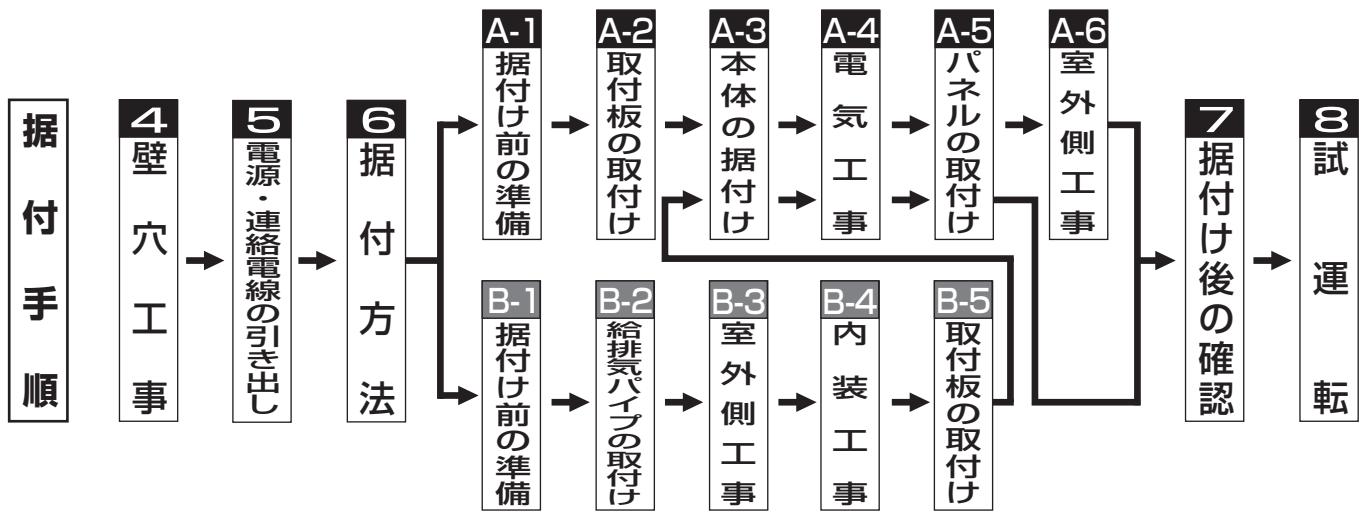 据付手順
4
壁穴工事
5
電源・連絡電線の引き出し
6
据付方法
A-1
据付け前の準備
A-2
取付板の取付け
A-3
本体の据付け
A-4
電気工事
A-5
パネルの取付け
A-6
室外側工事
B-1
据付け前の準備
B-2
給排気パイプの取付け
B-3
室外側工事
B-4
内装工事
B-5
取付板の取付け
7
据付け後の確認
8
試運転